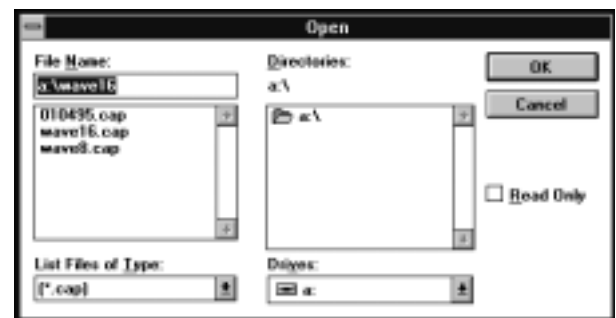 Open
File Name:
a:\wave16
010495.cap
wave16.cap
wave8.cap
List Files of Type:
(*.cap)
Directories:
a:\
a:\
Drives:
a:
OK
Cancel
Read Only